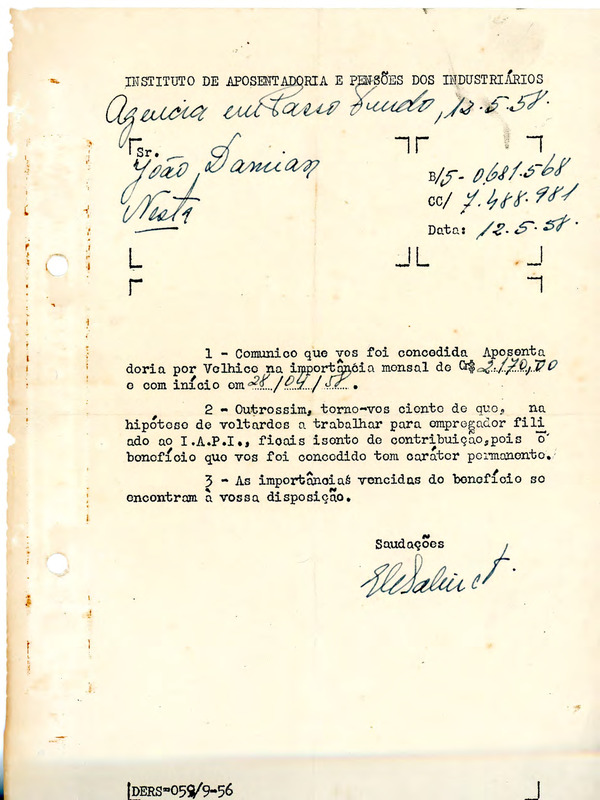 INSTITUTO DE APOSENTADORIA E PENSÕES DOS INDUSTRIÁRIOS
Agencia em Passo Fundo, 12.5.58.
Sr.
João Damian
Nesta
B/5- 0681.568
CC/ 7.488.981
Data: 12.5.58.
1 - Comunico que vos foi concedida Aposenta
doria por Velhice na importância mensal de Cr$ 2.170,00
e com início em 28/04/58.
2 - Outrossim, torno-vos ciente de que, na
hipótese de voltardes a trabalhar para empregador fili
ado ao I.A.P.I., ficais isento de contribuição, pois o
benefício que vos foi concedido tem caráter permanente.
3 - As importâncias vencidas do benefício se
encontram à vossa disposição.
Saudações
DERS-059/9-56